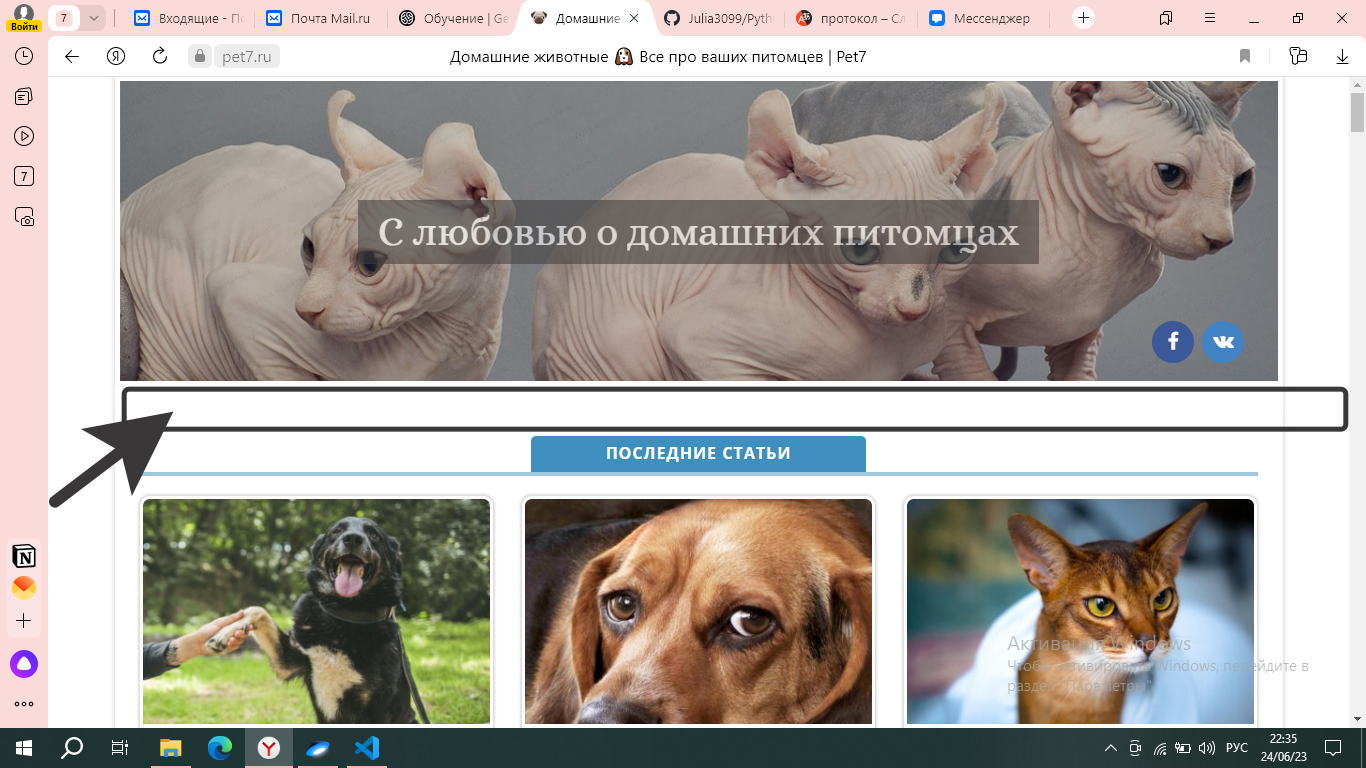 Войти
7
Входящие - По
Почта Mail.ru
Обучение | Ge
Домашние
Julia3099/Pyth
протокол – Сл
Мессенджер
pet7.ru
Домашние животные Все про ваших питомцев | Pet7
7
С любовью о домашних питомцах
ПОСЛЕДНИЕ СТАТЬИ
Активация Windows
Чтобы активировать Windows, перейдите в
раздел "Параметры".
РУС
22:35
24/06/23